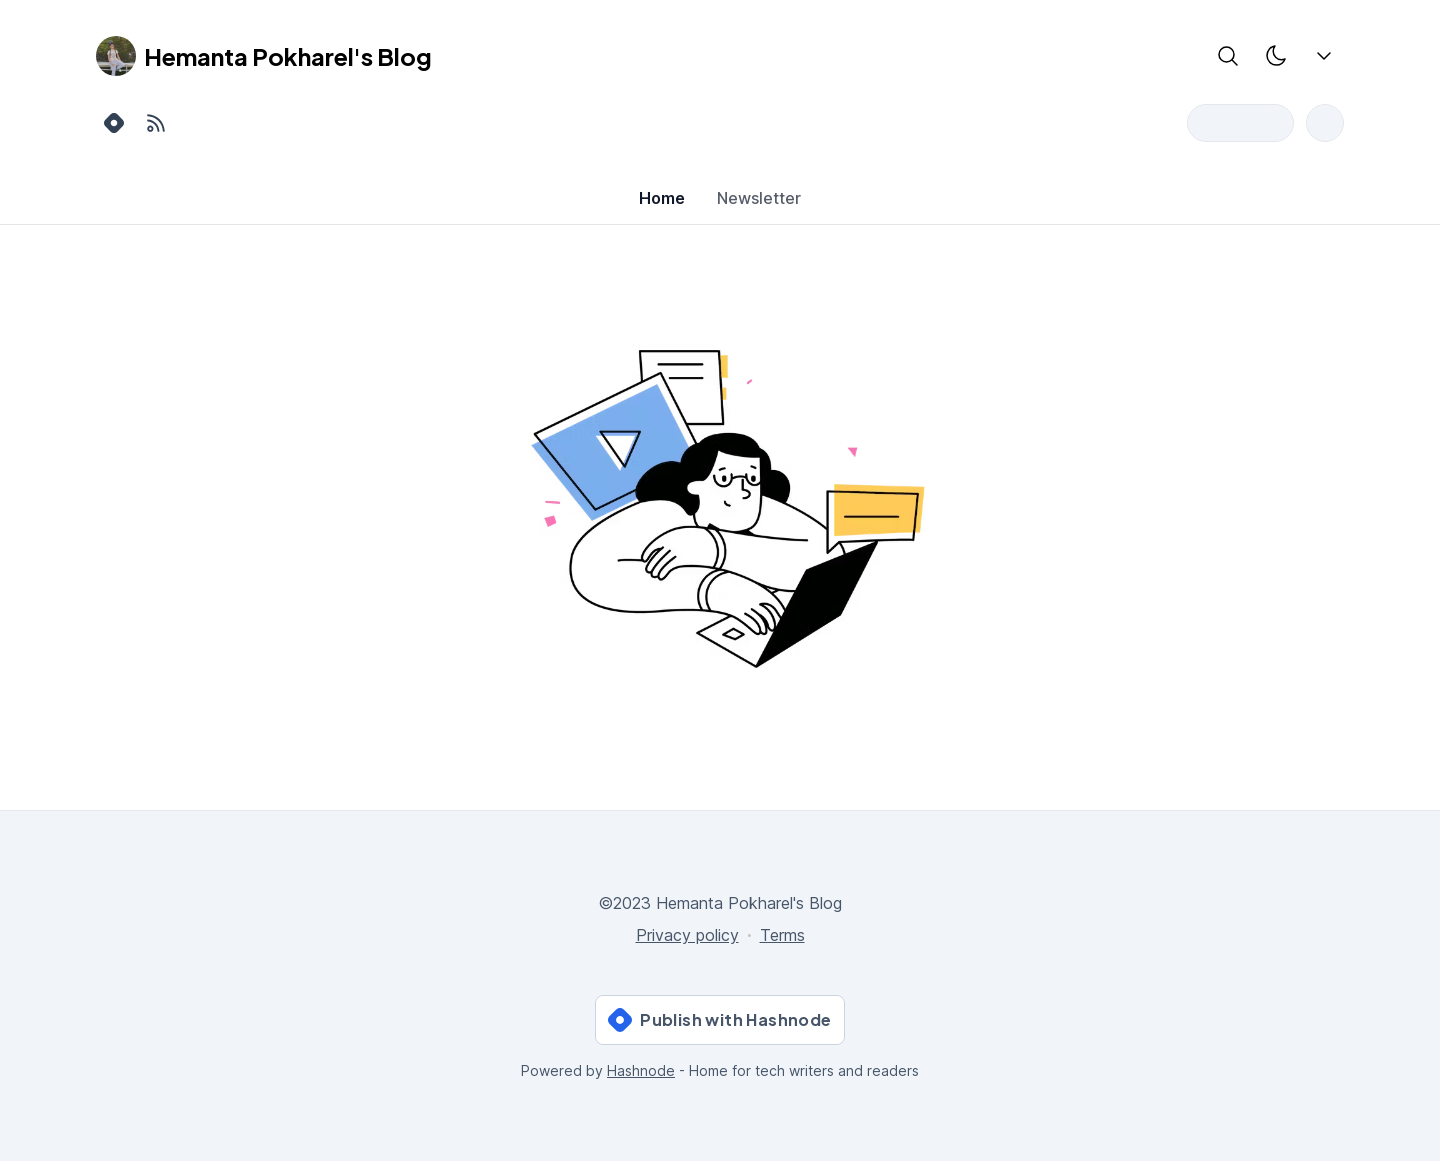 Hemanta Pokharel's Blog
Home Newsletter
©2023 Hemanta Pokharel's Blog
Privacy policy · Terms
Publish with Hashnode
Powered by Hashnode - Home for tech writers and readers